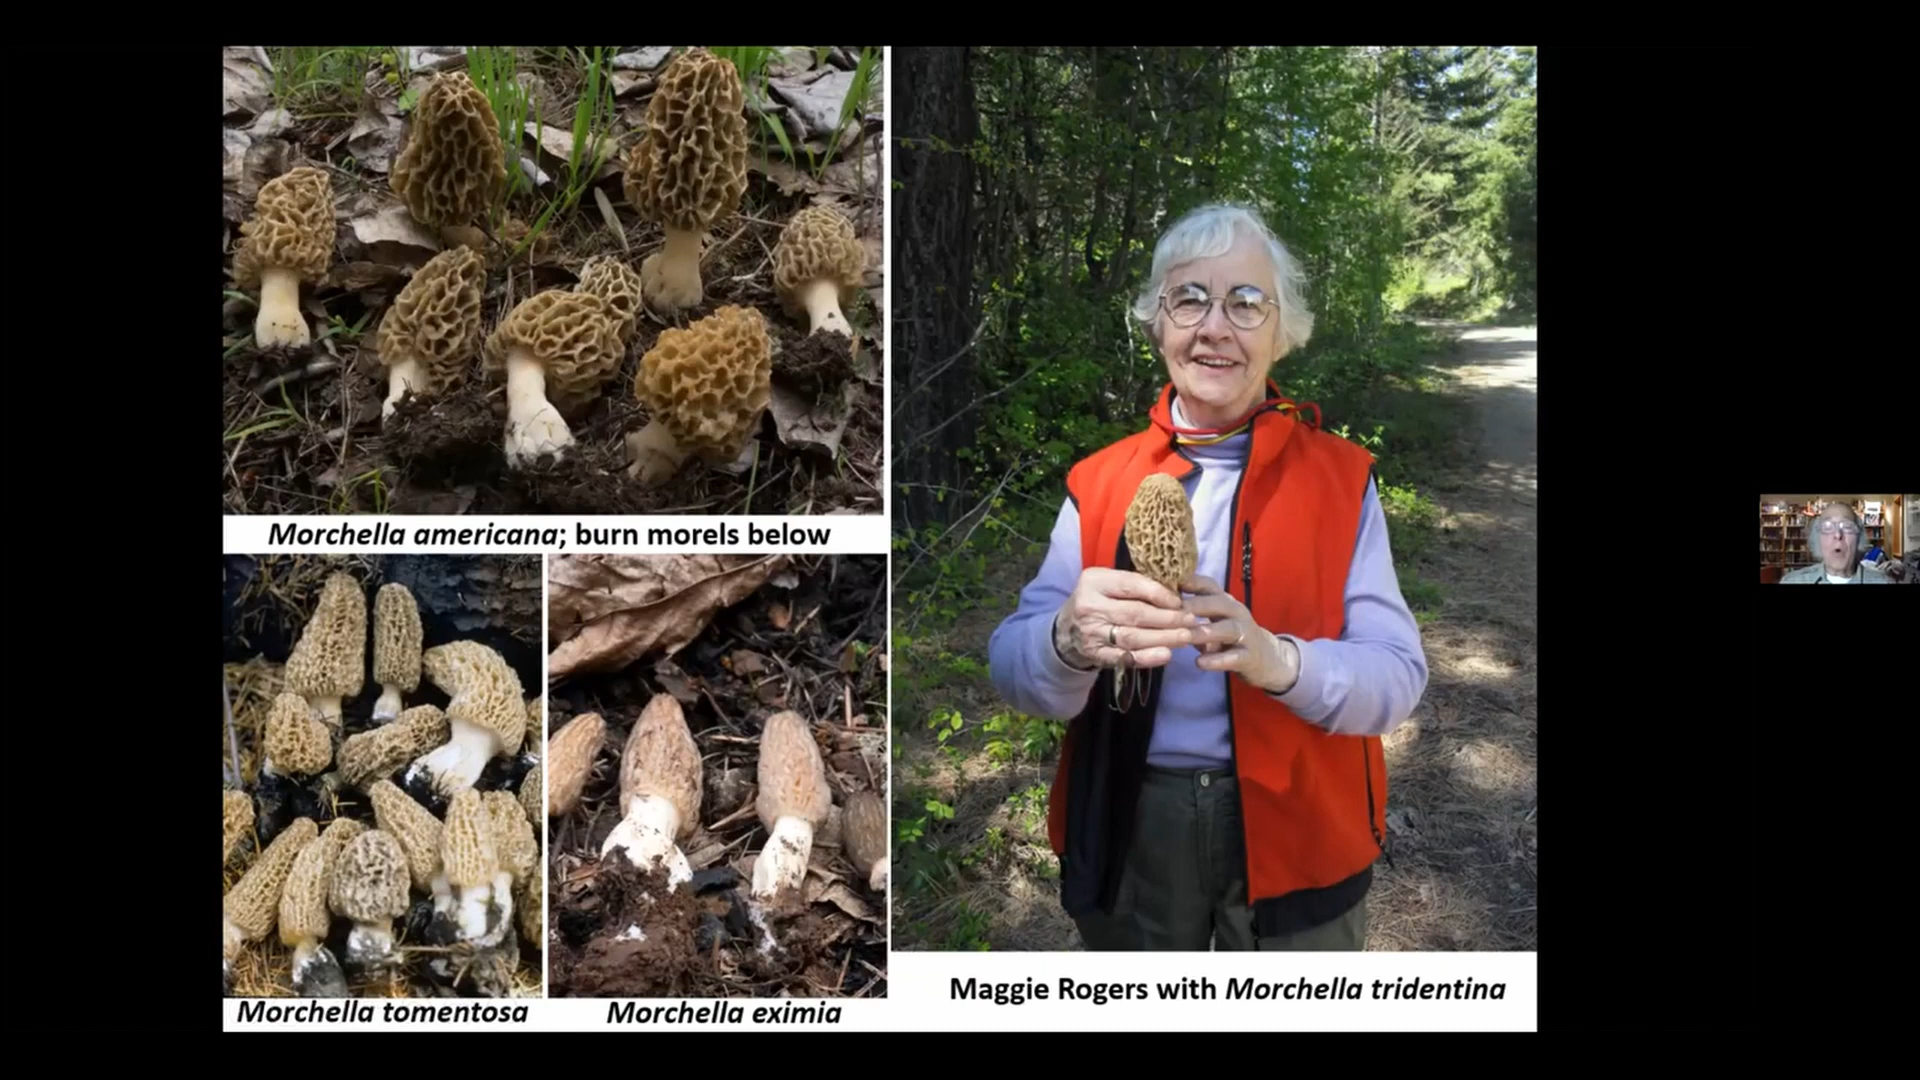 Morchella americana; burn morels below
Morchella tomentosa
Morchella eximia
Maggie Rogers with Morchella tridentina